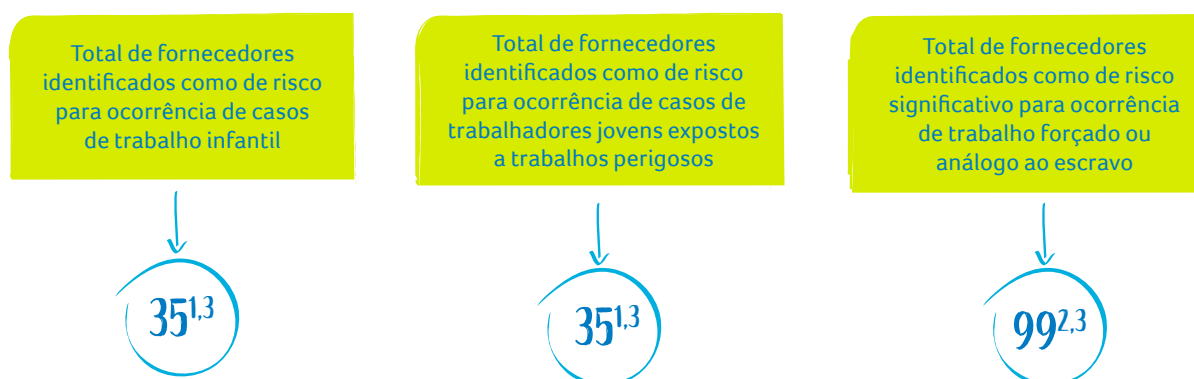 Total de fornecedores
identificados como de risco
para ocorrência de casos
de trabalho infantil
35¹,³
Total de fornecedores
identificados como de risco
para ocorrência de casos de
trabalhadores jovens expostos
a trabalhos perigosos
35¹,³
Total de fornecedores
identificados como de risco
significativo para ocorrência
de trabalho forçado ou
análogo ao escravo
99²,³